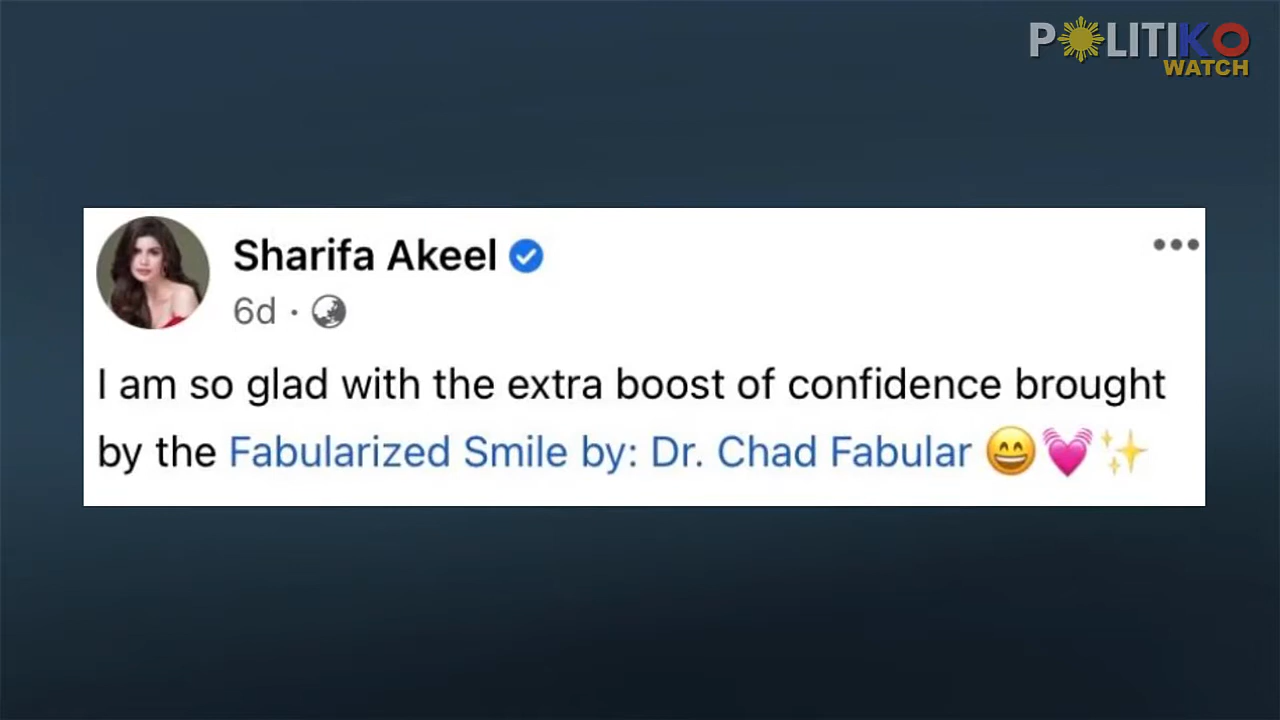 POLITIKO
WATCH
Sharifa Akeel
6d ·
I am so glad with the extra boost of confidence brought
by the Fabularized Smile by: Dr. Chad Fabular 😄💓✨